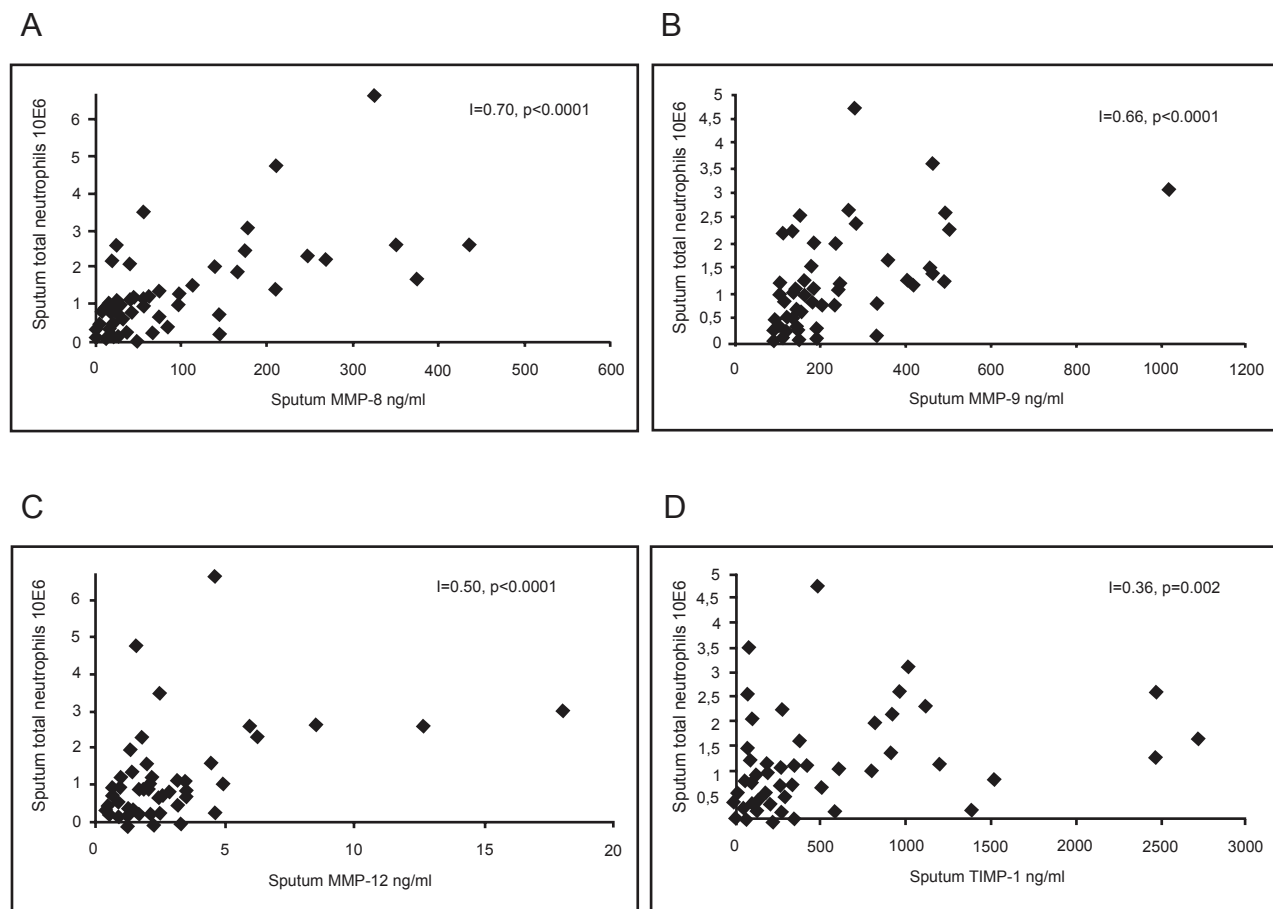 A
I=0.70, p<0.0001
Sputum total neutrophils 10E6
6
5
4
3
2
1
0
0 100 200 300 400 500 600
Sputum MMP-8 ng/ml
B
I=0.66, p<0.0001
Sputum total neutrophils 10E6
5
4,5
4
3,5
3
2,5
2
1,5
1
0,5
0
0 200 400 600 800 1000 1200
Sputum MMP-9 ng/ml
C
I=0.50, p<0.0001
Sputum total neutrophils 10E6
6
5
4
3
2
1
0
0 5 10 15 20
Sputum MMP-12 ng/ml
D
I=0.36, p=0.002
Sputum total neutrophils 10E6
5
4,5
4
3,5
3
2,5
2
1,5
1
0,5
0 500 1000 1500 2000 2500 3000
Sputum TIMP-1 ng/ml